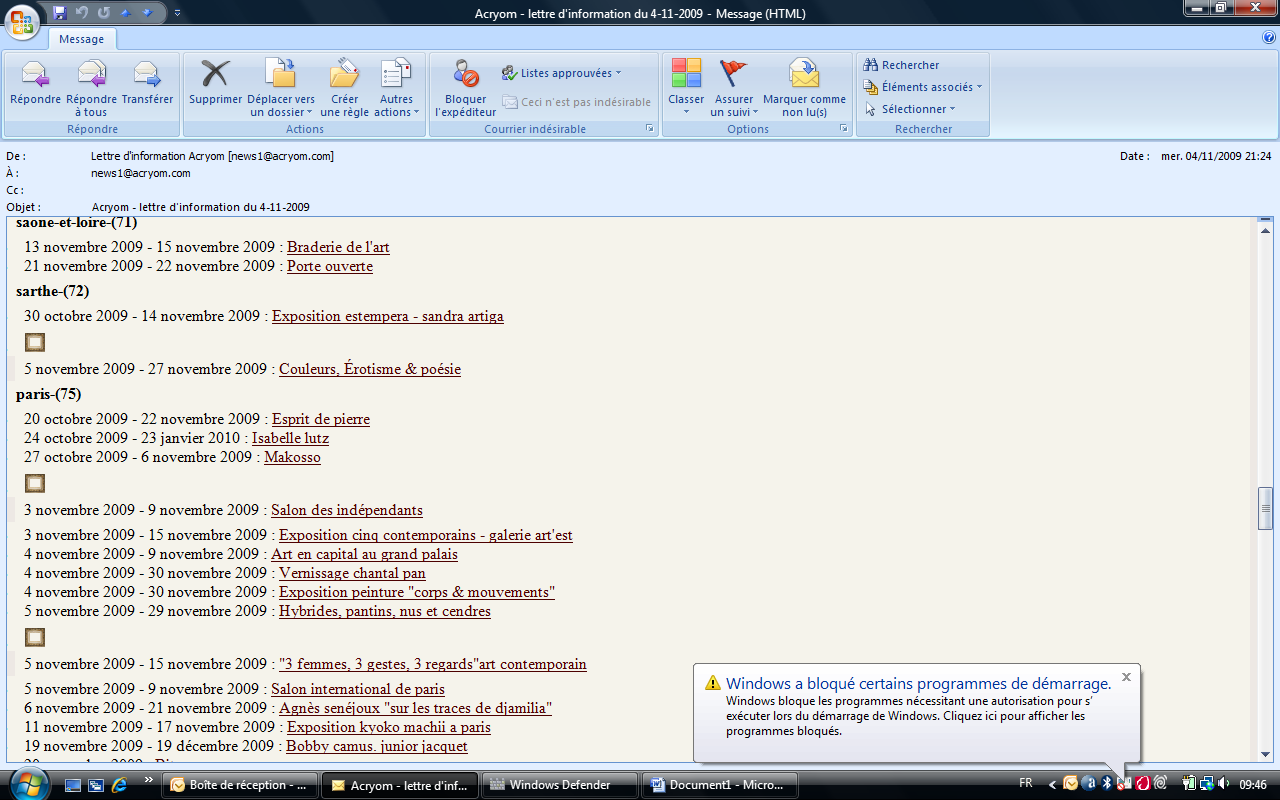 Acryom - lettre d'information du 4-11-2009 - Message (HTML)
Message
Répondre
Répondre à tous
Transférer
Répondre
Supprimer
Déplacer vers un dossier
Créer une règle
Autres actions
Actions
Bloquer l'expéditeur
Listes approuvées
Ceci n'est pas indésirable
Courrier indésirable
Classer
Assurer un suivi
Marquer comme non lu(s)
Options
Rechercher
Éléments associés
Sélectionner
Rechercher
De : Lettre d'information Acryom [news1@acryom.com]
Date : mer. 04/11/2009 21:24
À : news1@acryom.com
Cc :
Objet : Acryom - lettre d'information du 4-11-2009
saone-et-loire-(71)
13 novembre 2009 - 15 novembre 2009 : Braderie de l'art
21 novembre 2009 - 22 novembre 2009 : Porte ouverte
sarthe-(72)
30 octobre 2009 - 14 novembre 2009 : Exposition estempera - sandra artiga
5 novembre 2009 - 27 novembre 2009 : Couleurs, Érotisme & poésie
paris-(75)
20 octobre 2009 - 22 novembre 2009 : Esprit de pierre
24 octobre 2009 - 23 janvier 2010 : Isabelle lutz
27 octobre 2009 - 6 novembre 2009 : Makosso
3 novembre 2009 - 9 novembre 2009 : Salon des indépendants
3 novembre 2009 - 15 novembre 2009 : Exposition cinq contemporains - galerie art'est
4 novembre 2009 - 9 novembre 2009 : Art en capital au grand palais
4 novembre 2009 - 30 novembre 2009 : Vernissage chantal pan
4 novembre 2009 - 30 novembre 2009 : Exposition peinture "corps & mouvements"
5 novembre 2009 - 29 novembre 2009 : Hybrides, pantins, nus et cendres
5 novembre 2009 - 15 novembre 2009 : "3 femmes, 3 gestes, 3 regards"art contemporain
5 novembre 2009 - 9 novembre 2009 : Salon international de paris
6 novembre 2009 - 21 novembre 2009 : Agnès senéjoux "sur les traces de djamilia"
11 novembre 2009 - 17 novembre 2009 : Exposition kyoko machii a paris
19 novembre 2009 - 19 décembre 2009 : Bobby camus. junior jacquet
Windows a bloqué certains programmes de démarrage.
Windows bloque les programmes nécessitant une autorisation pour s'
exécuter lors du démarrage de Windows. Cliquez ici pour afficher les
programmes bloqués.
Boîte de réception - ...
Acryom - lettre d'inf...
Windows Defender
Document1 - Micro...
FR
09:46